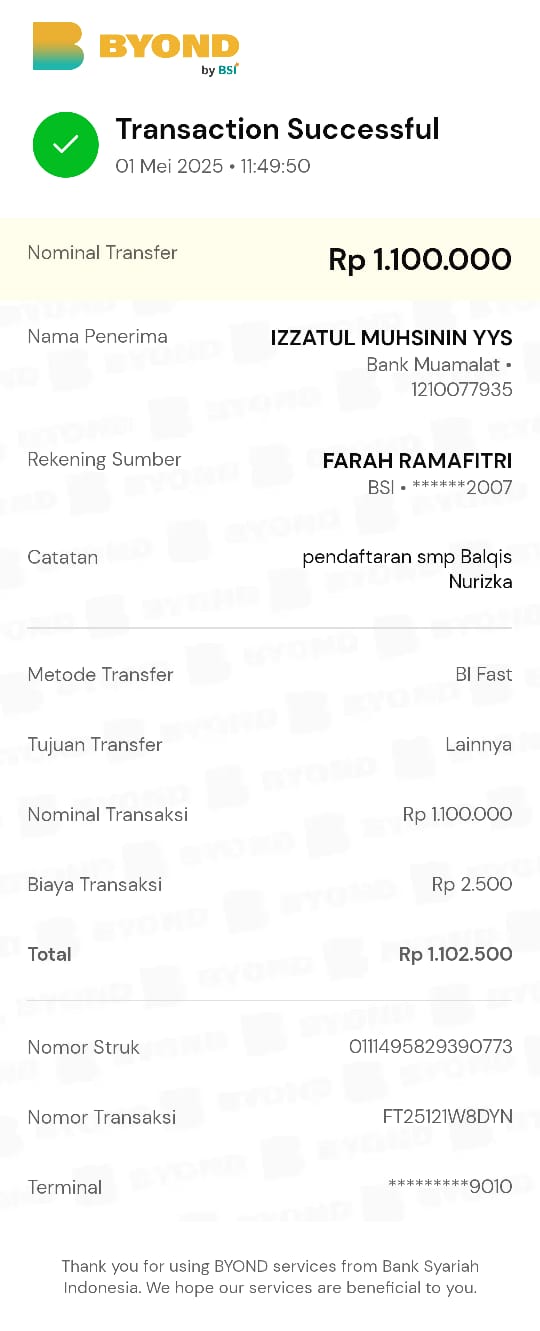 BYOND
by BSI
Transaction Successful
01 Mei 2025 • 11:49:50
Nominal Transfer Rp 1.100.000
Nama Penerima IZZATUL MUHSININ YYS
Bank Muamalat •
1210077935
Rekening Sumber FARAH RAMAFITRI
BSI • ******2007
Catatan pendaftaran smp Balqis
Nurizka
Metode Transfer BI Fast
Tujuan Transfer Lainnya
Nominal Transaksi Rp 1.100.000
Biaya Transaksi Rp 2.500
Total Rp 1.102.500
Nomor Struk 0111495829390773
Nomor Transaksi FT25121W8DYN
Terminal *********9010
Thank you for using BYOND services from Bank Syariah
Indonesia. We hope our services are beneficial to you.